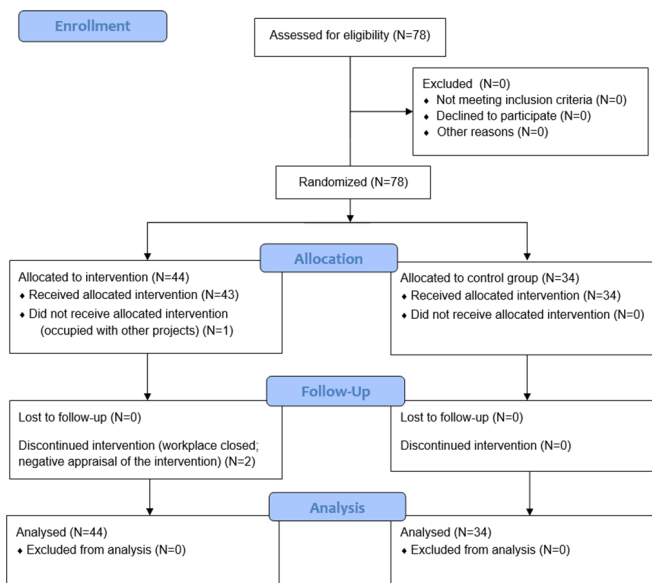 Enrollment
Assessed for eligibility (N=78)
Excluded (N=0)
♦ Not meeting inclusion criteria (N=0)
♦ Declined to participate (N=0)
♦ Other reasons (N=0)
Randomized (N=78)
Allocation
Allocated to intervention (N=44)
♦ Received allocated intervention (N=43)
♦ Did not receive allocated intervention
(occupied with other projects) (N=1)
Allocated to control group (N=34)
♦ Received allocated intervention (N=34)
♦ Did not receive allocated intervention (N=0)
Follow-Up
Lost to follow-up (N=0)
Discontinued intervention (workplace closed;
negative appraisal of the intervention) (N=2)
Lost to follow-up (N=0)
Discontinued intervention (N=0)
Analysis
Analysed (N=44)
♦ Excluded from analysis (N=0)
Analysed (N=34)
♦ Excluded from analysis (N=0)